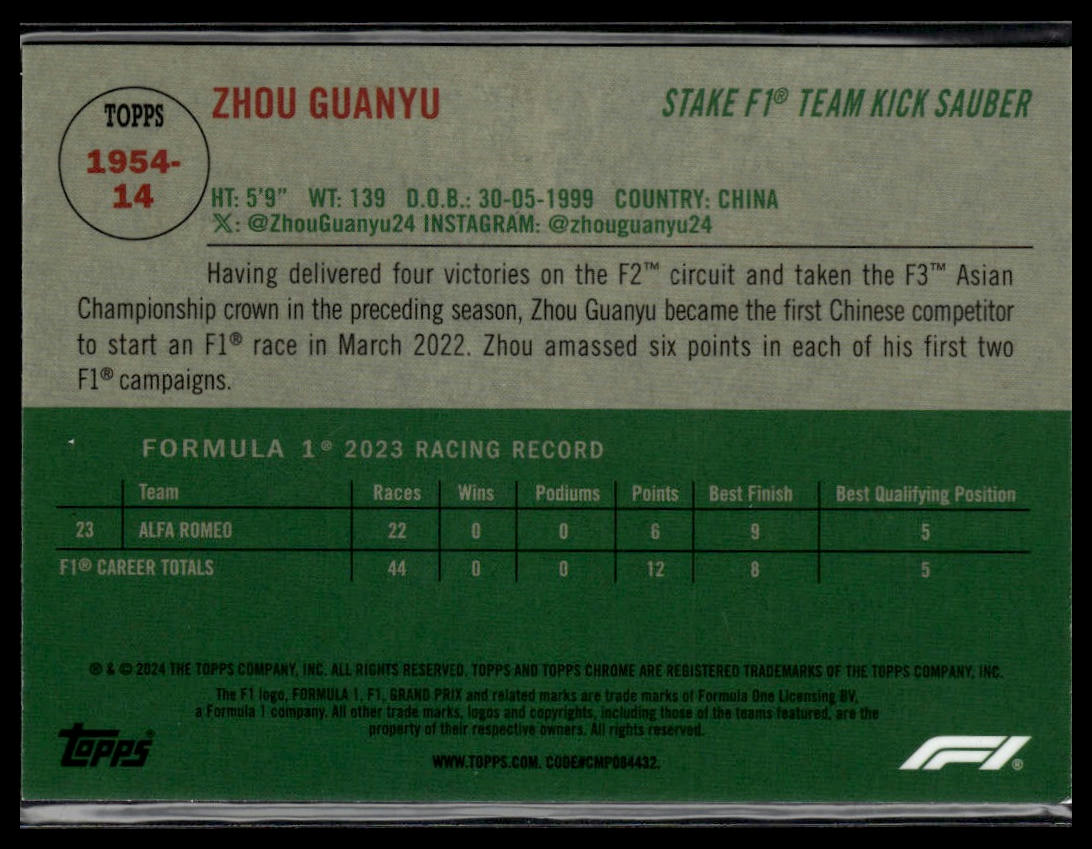 TOPPS
1954-
14
ZHOU GUANYU
STAKE F1® TEAM KICK SAUBER
HT: 5'9" WT: 139 D.O.B.: 30-05-1999 COUNTRY: CHINA
𝕏: @ZhouGuanyu24 INSTAGRAM: @zhouguanyu24
Having delivered four victories on the F2™ circuit and taken the F3™ Asian
Championship crown in the preceding season, Zhou Guanyu became the first Chinese competitor
to start an F1® race in March 2022. Zhou amassed six points in each of his first two
F1® campaigns.
FORMULA 1® 2023 RACING RECORD
Team Races Wins Podiums Points Best Finish Best Qualifying Position
23 ALFA ROMEO 22 0 0 6 9 5
F1® CAREER TOTALS 44 0 0 12 8 5
® & © 2024 THE TOPPS COMPANY, INC. ALL RIGHTS RESERVED. TOPPS AND TOPPS CHROME ARE REGISTERED TRADEMARKS OF THE TOPPS COMPANY, INC.
The F1 logo, FORMULA 1, F1, GRAND PRIX and related marks are trade marks of Formula One Licensing BV,
a Formula 1 company. All other trade marks, logos and copyrights, including those of the teams featured, are the
property of their respective owners. All rights reserved.
WWW.TOPPS.COM. CODE#CMP084432.
topps®
F1®